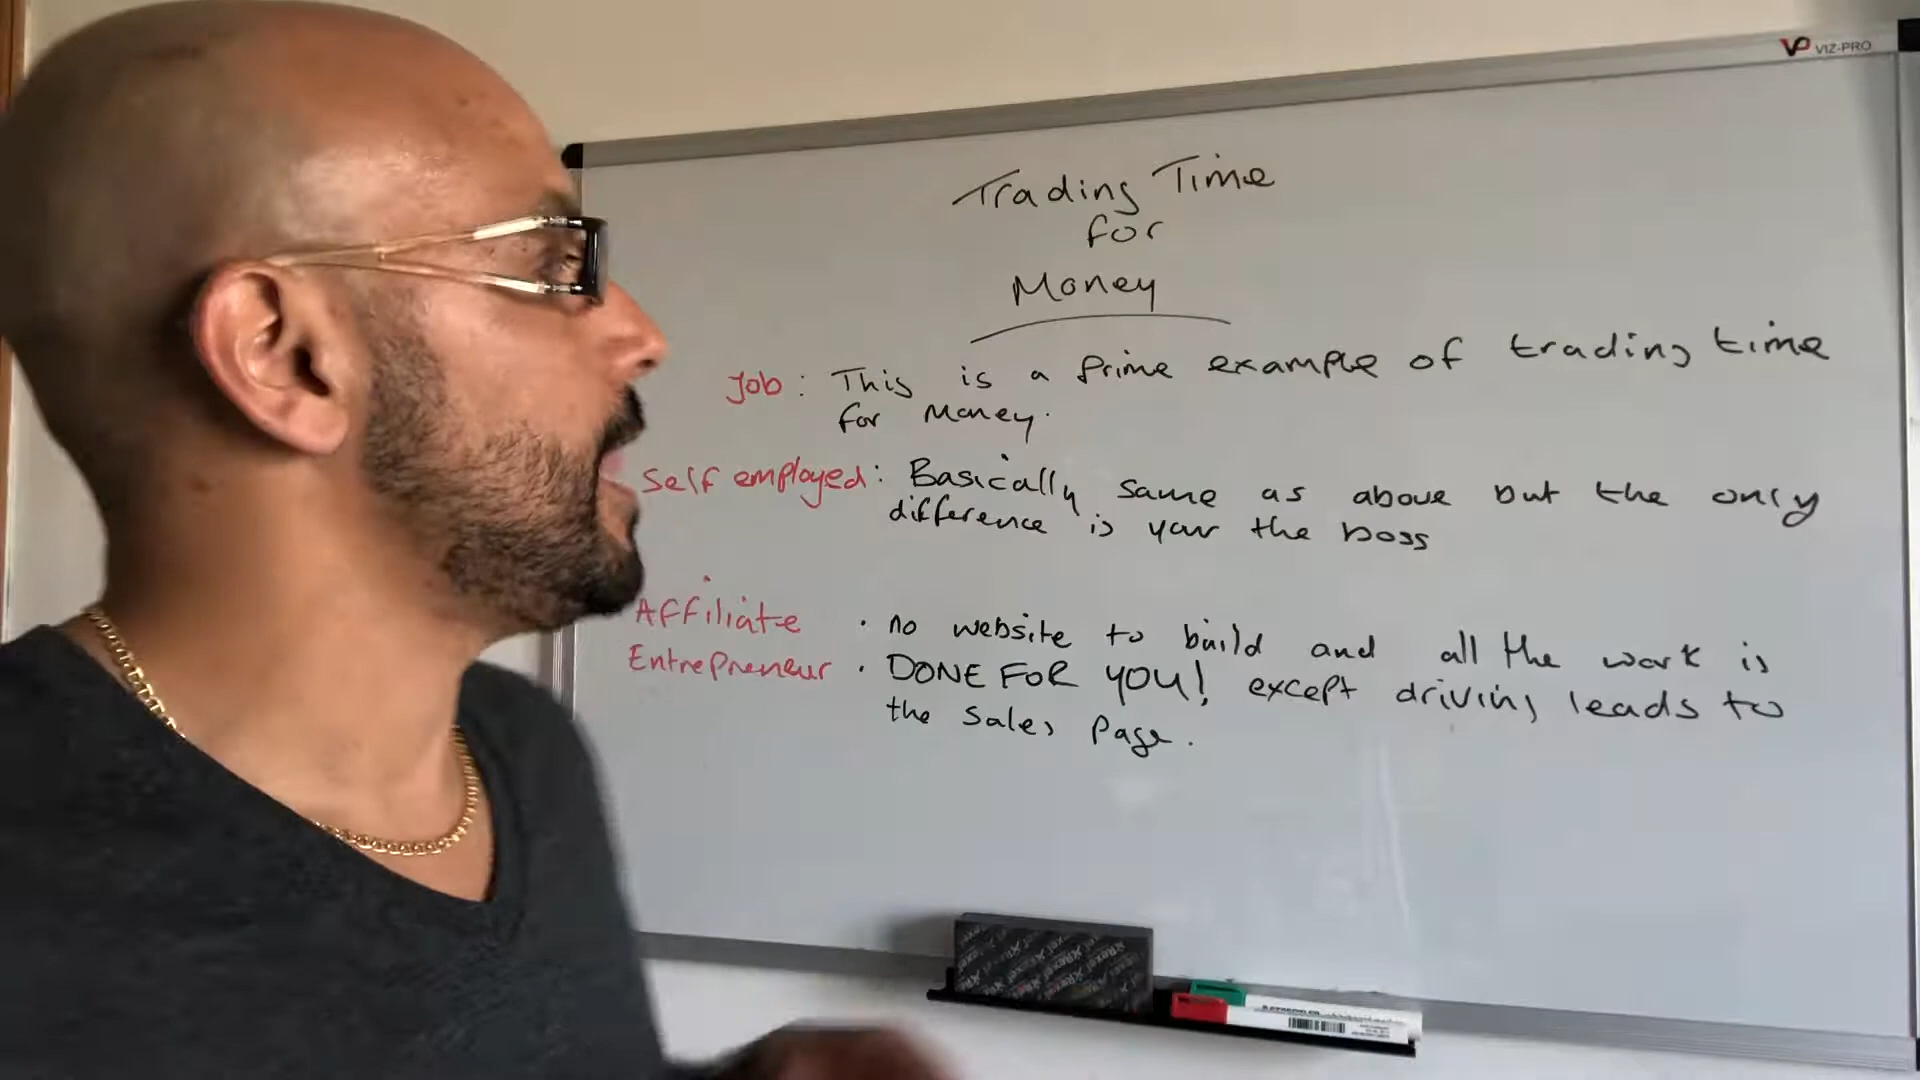 VP VIZ-PRO
Trading Time
for
Money
Job: This is a prime example of trading time
for Money.
Self employed: Basically same as above but the only
difference is your the boss
Affiliate
Entrepreneur
· no website to build and all the work is
· DONE FOR YOU! except driving leads to
the sales page.
Rexel